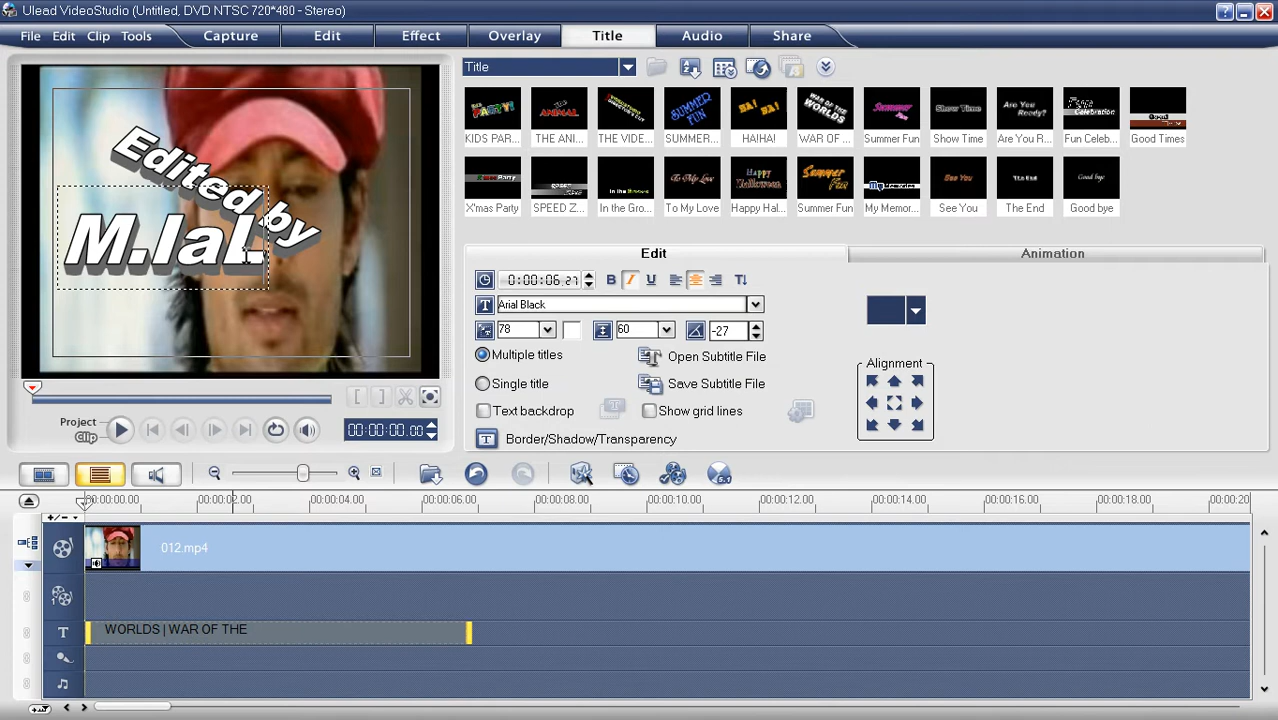 Ulead VideoStudio (Untitled, DVD NTSC 720*480 - Stereo)
File Edit Clip Tools Capture Edit Effect Overlay Title Audio Share
Title
KIDS PAR... THE ANI... THE VIDE... SUMMER... HAIHAI WAR OF ... Summer Fun Show Time Are You R... Fun Celeb... Good Times
X'mas Party SPEED Z... In the Gro... To My Love Happy Hal... Summer Fun My Memor... See You The End Good bye
Edited by
M.IaL
Edit Animation
0:00:06.27 B I U
Arial Black
78 60 -27
Multiple titles Open Subtitle File
Single title Save Subtitle File
Text backdrop Show grid lines
Border/Shadow/Transparency
Alignment
Project
Clip
00:00:00.00
00:00:00.00 00:00:02.00 00:00:04.00 00:00:06.00 00:00:08.00 00:00:10.00 00:00:12.00 00:00:14.00 00:00:16.00 00:00:18.00 00:00:20
012.mp4
WORLDS | WAR OF THE